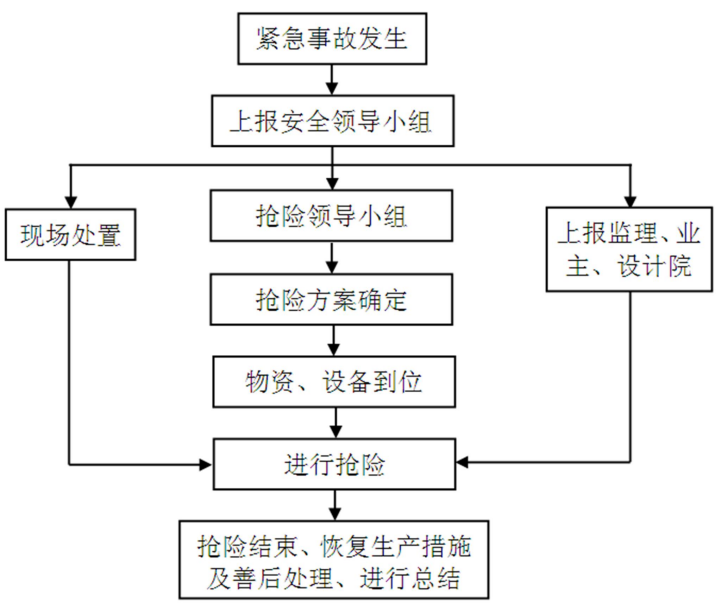 紧急事故发生
上报安全领导小组
现场处置
抢险领导小组
上报监理、业
主、设计院
抢险方案确定
物资、设备到位
进行抢险
抢险结束、恢复生产措施
及善后处理、进行总结